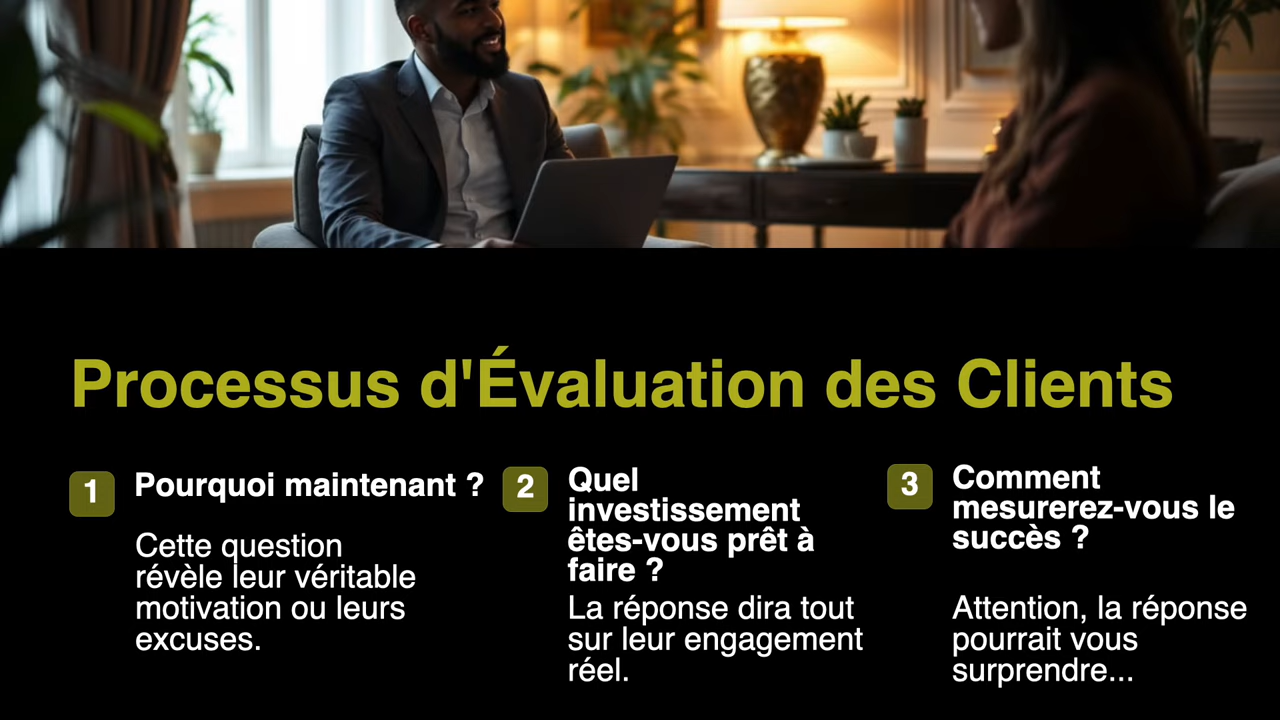 Processus d'Évaluation des Clients
1
Pourquoi maintenant ?
Cette question
révèle leur véritable
motivation ou leurs
excuses.
2
Quel
investissement
êtes-vous prêt à
faire ?
La réponse dira tout
sur leur engagement
réel.
3
Comment
mesurerez-vous le
succès ?
Attention, la réponse
pourrait vous
surprendre...